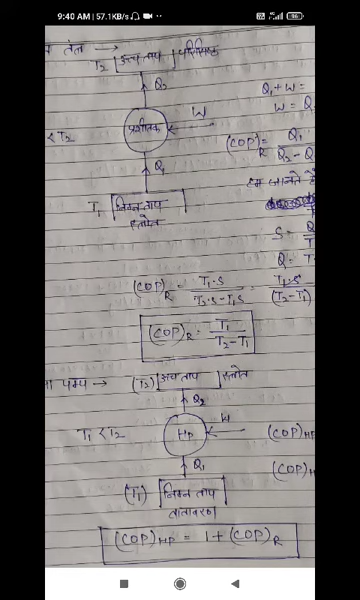 9:40 AM | 57.1KB/s
तंत्र →
T₂ उच्च ताप परिसर
Q₂
Q₁ + W =
W = Q
प्रशीतक
W
< T₂
(COP)R = Q₁ / Q₂ - Q
Q₁
हम जानते है
T₁ निम्न ताप
स्त्रोत
S = Q / T
Q = T
(COP)R = T₁·S / T₂·S - T₁S = T₁·S / (T₂ - T₁)
(COP)R = T₁ / T₂ - T₁
पम्प → (T₂) उच्च ताप स्त्रोत
Q₂
W
T₁ < T₂
HP
(COP)HP
Q₁
(COP)H
(T₁) निम्न ताप
वातावरण
(COP)HP = 1 + (COP)R